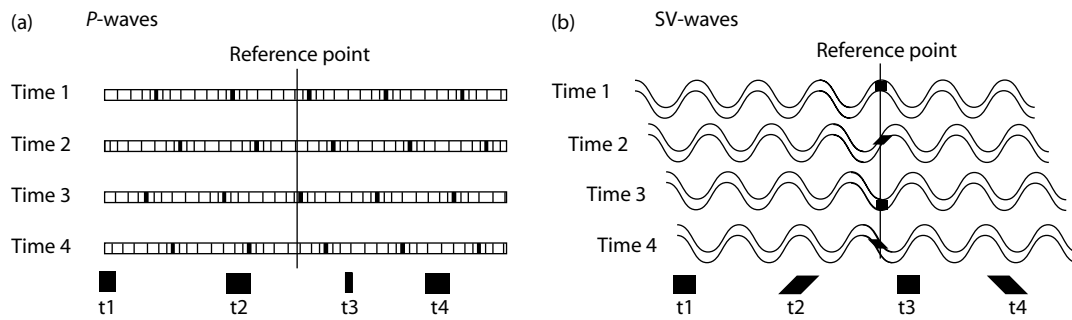 (a) P-waves
Reference point
Time 1
Time 2
Time 3
Time 4
t1 t2 t3 t4
(b) SV-waves
Reference point
Time 1
Time 2
Time 3
Time 4
t1 t2 t3 t4